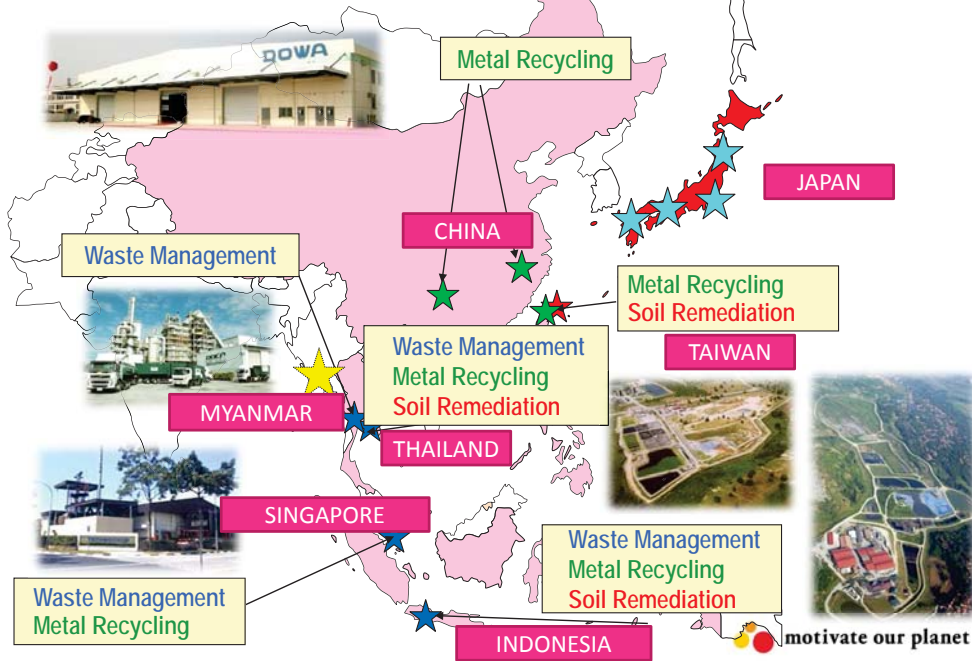 DOWA
Metal Recycling
JAPAN
CHINA
Waste Management
Metal Recycling
Soil Remediation
TAIWAN
Waste Management
Metal Recycling
Soil Remediation
MYANMAR
THAILAND
SINGAPORE
Waste Management
Metal Recycling
Soil Remediation
Waste Management
Metal Recycling
INDONESIA
motivate our planet